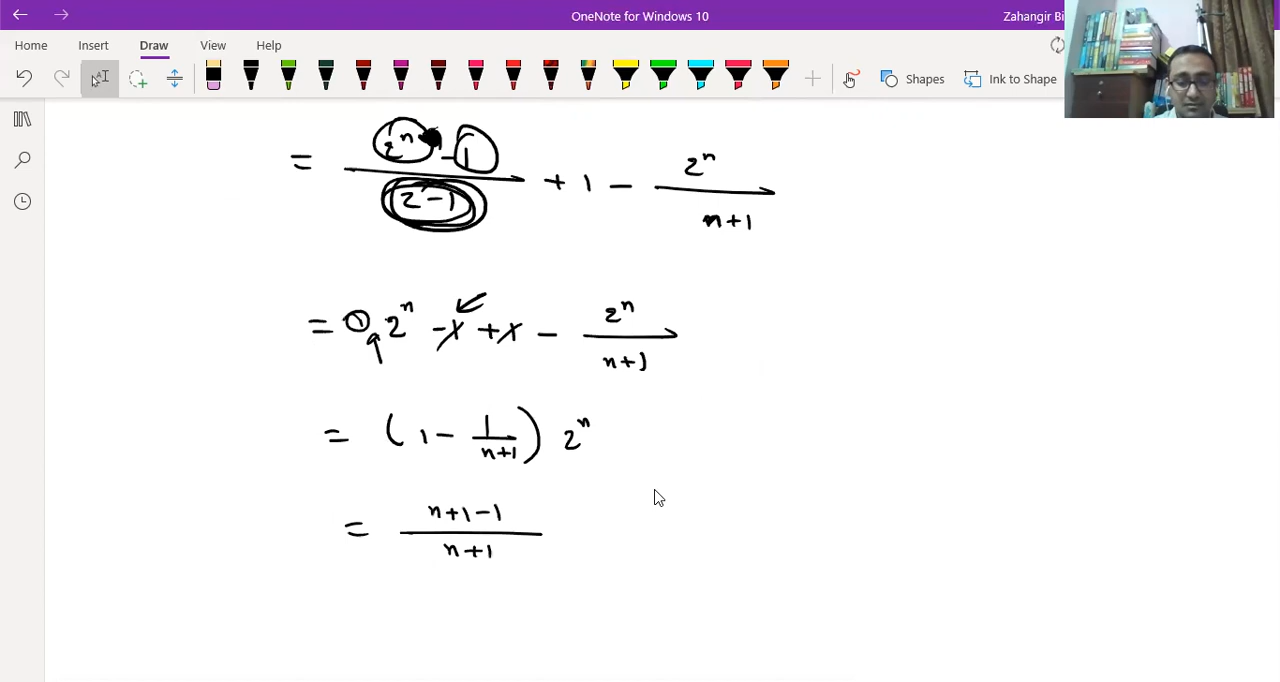 OneNote for Windows 10
Zahangir Bi
Home Insert Draw View Help
Shapes Ink to Shape
= (2^n - 1)/(2 - 1) + 1 - 2^n/(n+1)
= 2^n - 1 + 1 - 2^n/(n+1)
= (1 - 1/(n+1)) 2^n
= (n+1-1)/(n+1)